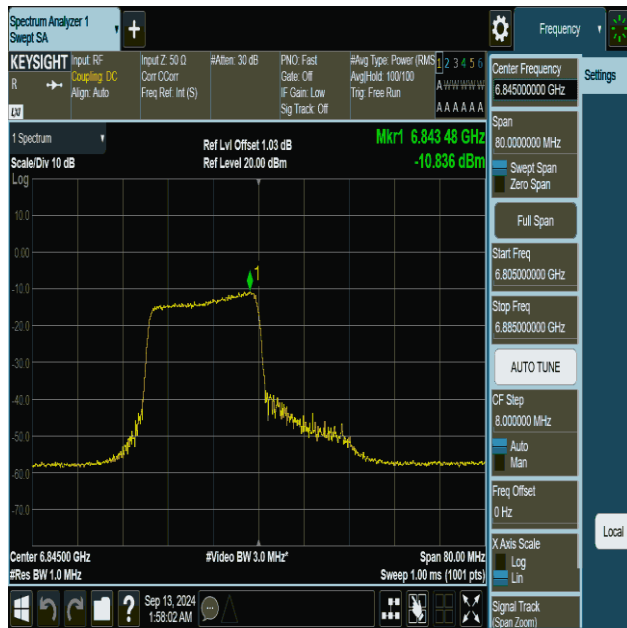 Spectrum Analyzer 1
Swept SA
+
Frequency
KEYSIGHT
R
LXI
Input: RF
Coupling: DC
Align: Auto
Input Z: 50 Ω
Corr CCorr
Freq Ref: Int (S)
#Atten: 30 dB
PNO: Fast
Gate: Off
IF Gain: Low
Sig Track: Off
#Avg Type: Power (RMS
Avg|Hold: 100/100
Trig: Free Run
1 2 3 4 5 6
A W W W W W
A A A A A A
1 Spectrum
Scale/Div 10 dB
Ref Lvl Offset 1.03 dB
Ref Level 20.00 dBm
Mkr1 6.843 48 GHz
-10.836 dBm
Log
10.0
0.00
-10.0
-20.0
-30.0
-40.0
-50.0
-60.0
-70.0
1
Center 6.84500 GHz
#Video BW 3.0 MHz*
Span 80.00 MHz
#Res BW 1.0 MHz
Sweep 1.00 ms (1001 pts)
Center Frequency
6.845000000 GHz
Settings
Span
80.0000000 MHz
Swept Span
Zero Span
Full Span
Start Freq
6.805000000 GHz
Stop Freq
6.885000000 GHz
AUTO TUNE
CF Step
8.000000 MHz
Auto
Man
Freq Offset
0 Hz
Local
X Axis Scale
Log
Lin
Signal Track
(Span Zoom)
?
Sep 13, 2024
1:58:02 AM